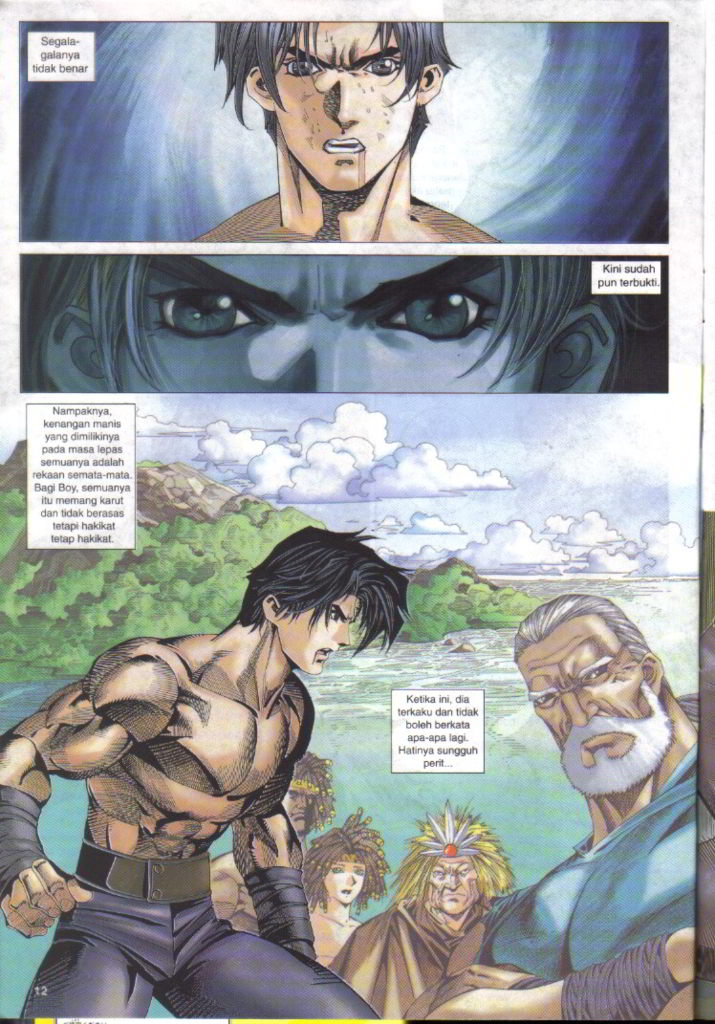 Segala-
galanya
tidak benar
Kini sudah
pun terbukti.
Nampaknya,
kenangan manis
yang dimilikinya
pada masa lepas
semuanya adalah
rekaan semata-mata.
Bagi Boy, semuanya
itu memang karut
dan tidak berasas
tetapi hakikat
tetap hakikat.
Ketika ini, dia
terkaku dan tidak
boleh berkata
apa-apa lagi.
Hatinya sungguh
perit...
12